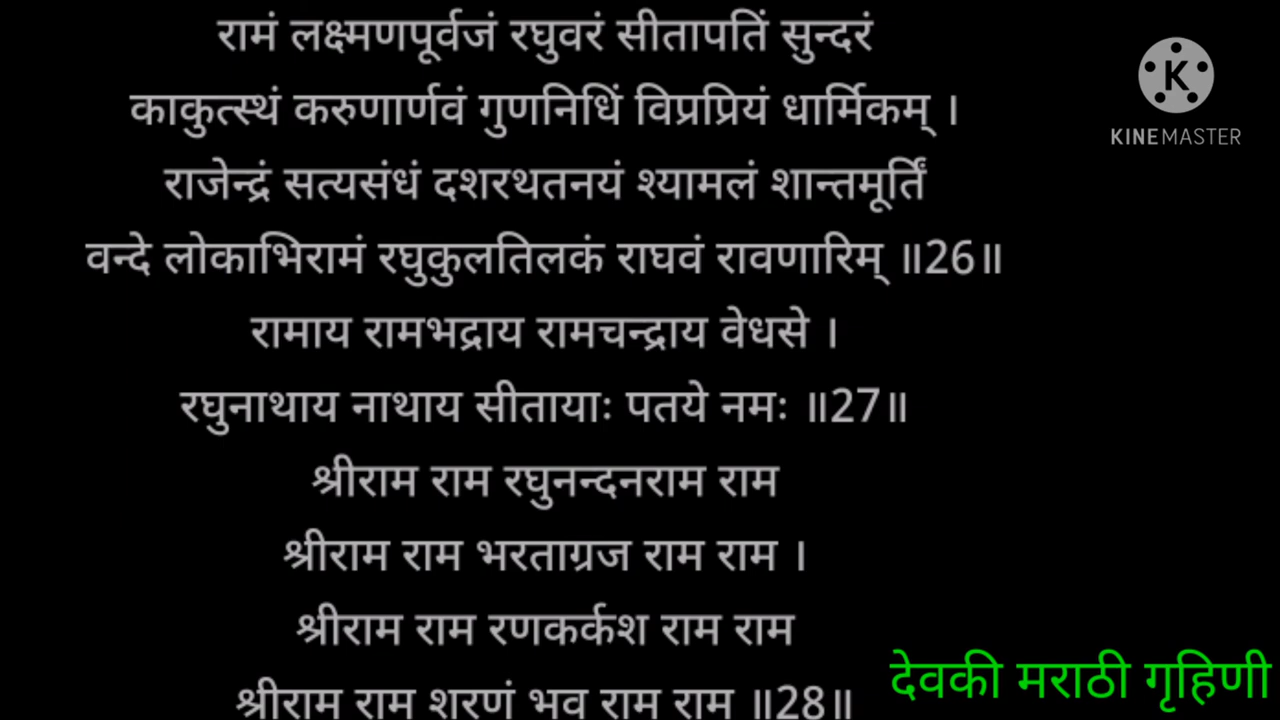 रामं लक्ष्मणपूर्वजं रघुवरं सीतापतिं सुन्दरं
काकुत्स्थं करुणार्णवं गुणनिधिं विप्रप्रियं धार्मिकम् ।
राजेन्द्रं सत्यसंधं दशरथतनयं श्यामलं शान्तमूर्तिं
वन्दे लोकाभिरामं रघुकुलतिलकं राघवं रावणारिम् ॥26॥
रामाय रामभद्राय रामचन्द्राय वेधसे ।
रघुनाथाय नाथाय सीतायाः पतये नमः ॥27॥
श्रीराम राम रघुनन्दनराम राम
श्रीराम राम भरताग्रज राम राम ।
श्रीराम राम रणकर्कश राम राम
श्रीराम राम शरणं भव राम राम ॥28॥
K
KINEMASTER
देवकी मराठी गृहिणी